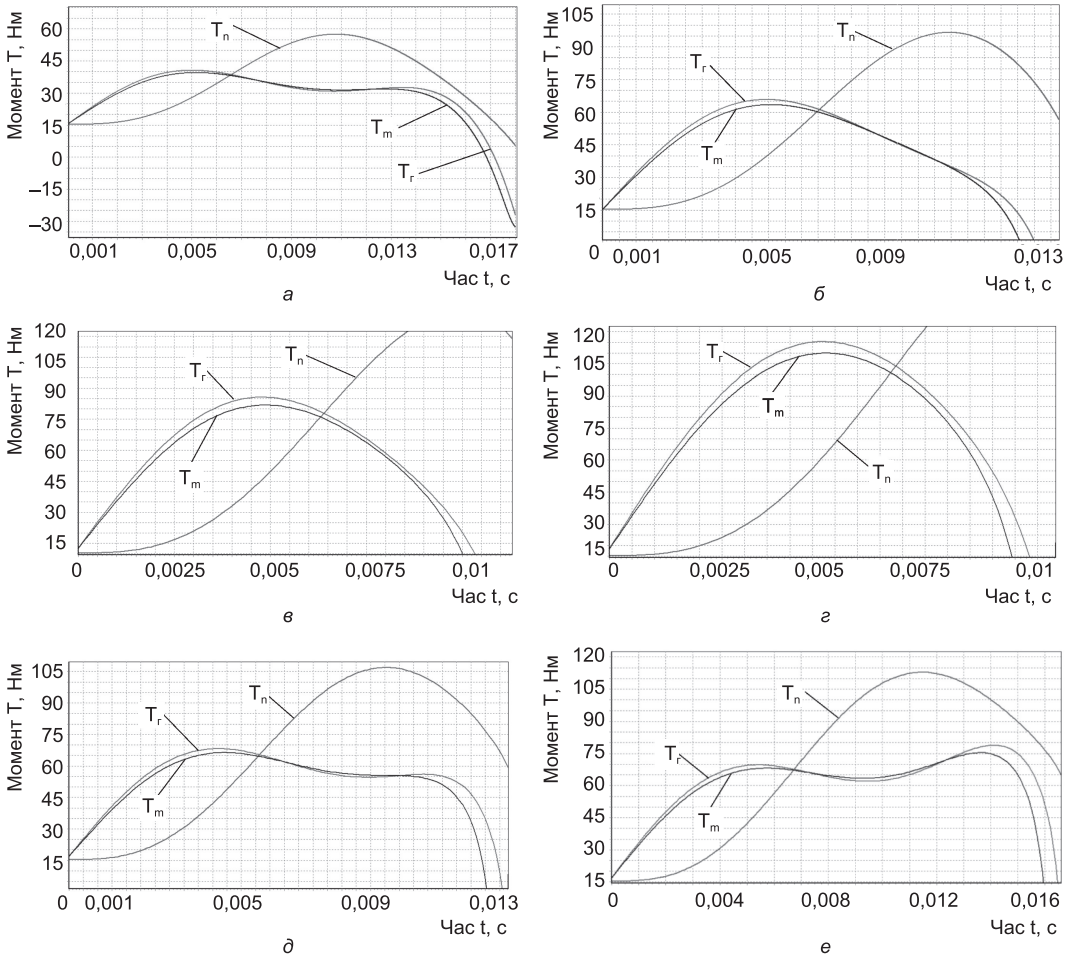 Момент T, Нм
60
45
30
15
0
–15
–30
Tп
Tm
Tг
0,001 0,005 0,009 0,013 0,017
Час t, с
а
Момент T, Нм
105
90
75
60
45
30
15
Tп
Tг
Tm
0 0,001 0,005 0,009 0,013
Час t, с
б
Момент T, Нм
120
105
90
75
60
45
30
15
Tп
Tг
Tm
0 0,0025 0,005 0,0075 0,01
Час t, с
в
Момент T, Нм
120
105
90
75
60
45
30
15
Tг
Tm
Tп
0 0,0025 0,005 0,0075 0,01
Час t, с
г
Момент T, Нм
105
90
75
60
45
30
15
Tп
Tг
Tm
0 0,001 0,005 0,009 0,013
Час t, с
д
Момент T, Нм
120
105
90
75
60
45
30
15
Tп
Tг
Tm
0 0,004 0,008 0,012 0,016
Час t, с
е